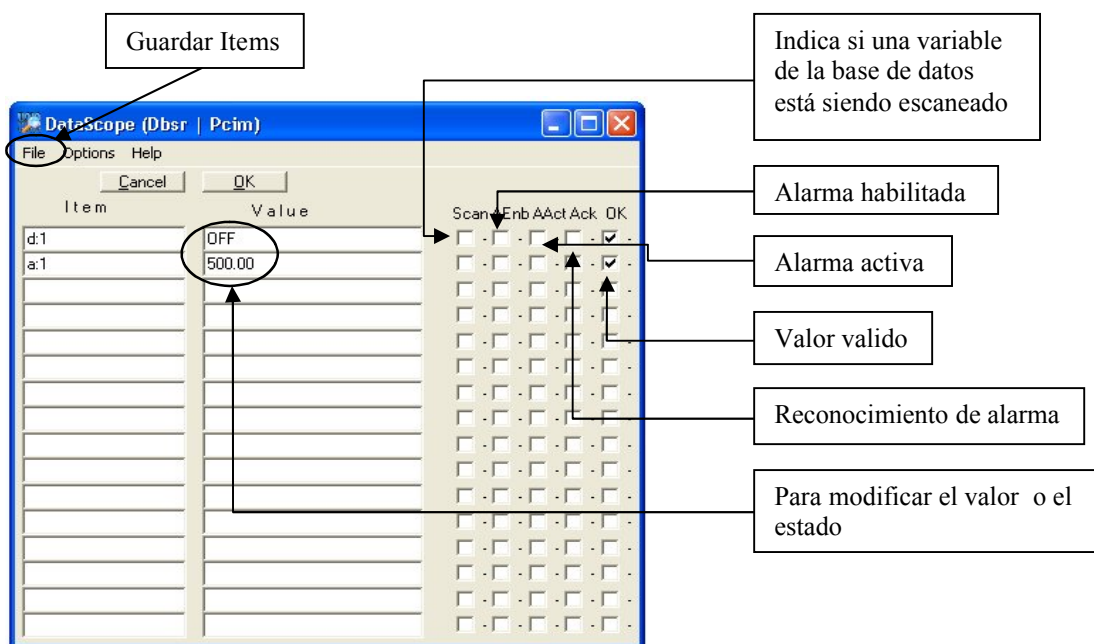 Guardar Items
Indica si una variable
de la base de datos
está siendo escaneado
DataScope (Dbsr | Pcim)
File Options Help
Cancel OK
Item Value Scan AEnb AAct Ack OK
d:1 OFF
a:1 500.00
Alarma habilitada
Alarma activa
Valor valido
Reconocimiento de alarma
Para modificar el valor o el
estado